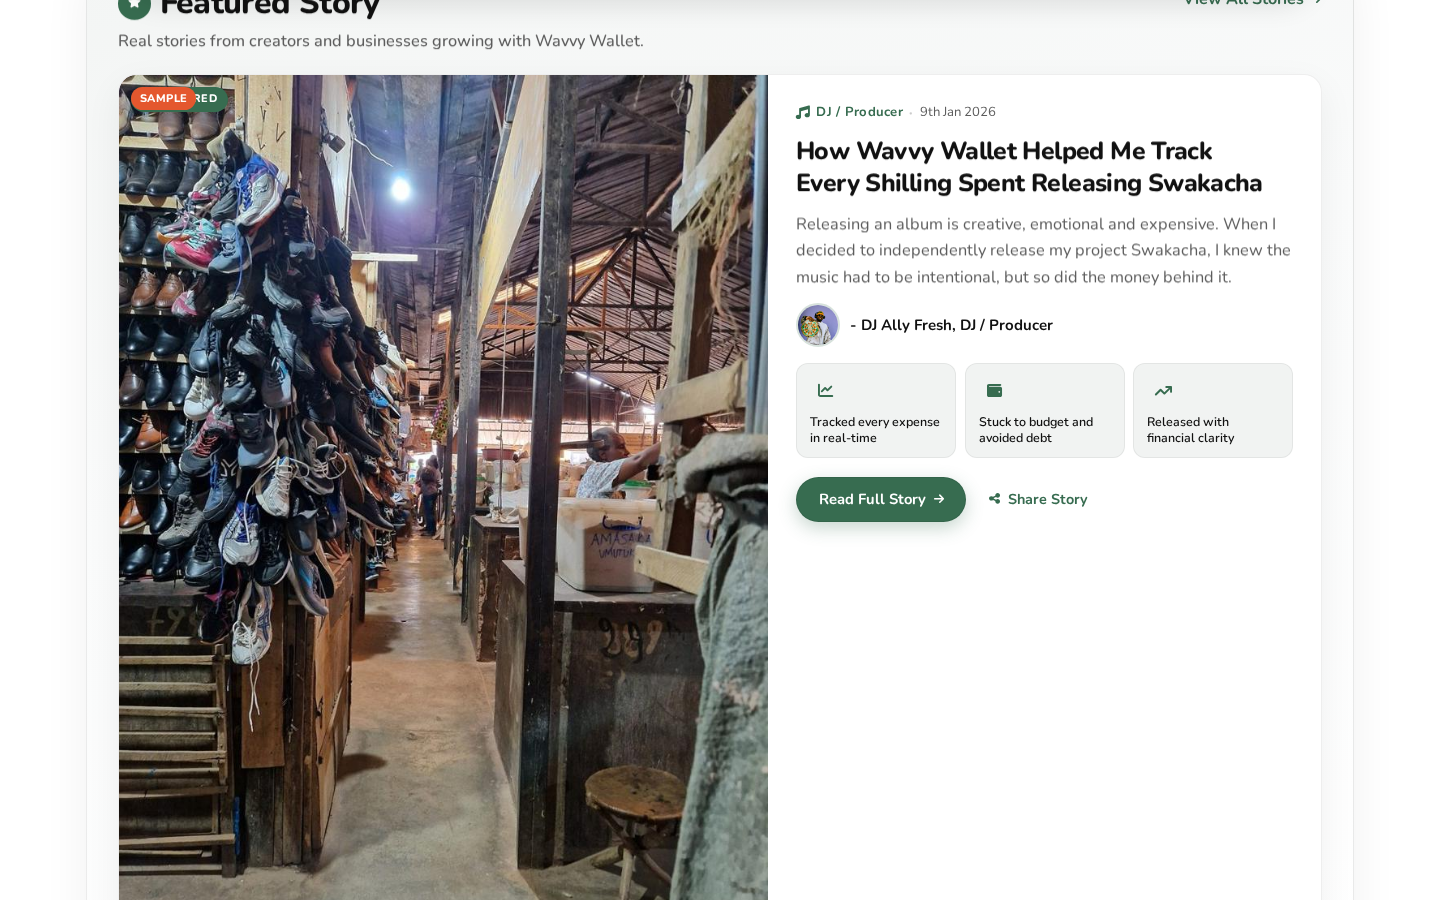 Featured Story
View All Stories
Real stories from creators and businesses growing with Wavvy Wallet.
SAMPLE
DJ / Producer · 9th Jan 2026
How Wavvy Wallet Helped Me Track
Every Shilling Spent Releasing Swakacha
Releasing an album is creative, emotional and expensive. When I
decided to independently release my project Swakacha, I knew the
music had to be intentional, but so did the money behind it.
- DJ Ally Fresh, DJ / Producer
Tracked every expense
in real-time
Stuck to budget and
avoided debt
Released with
financial clarity
Read Full Story
Share Story